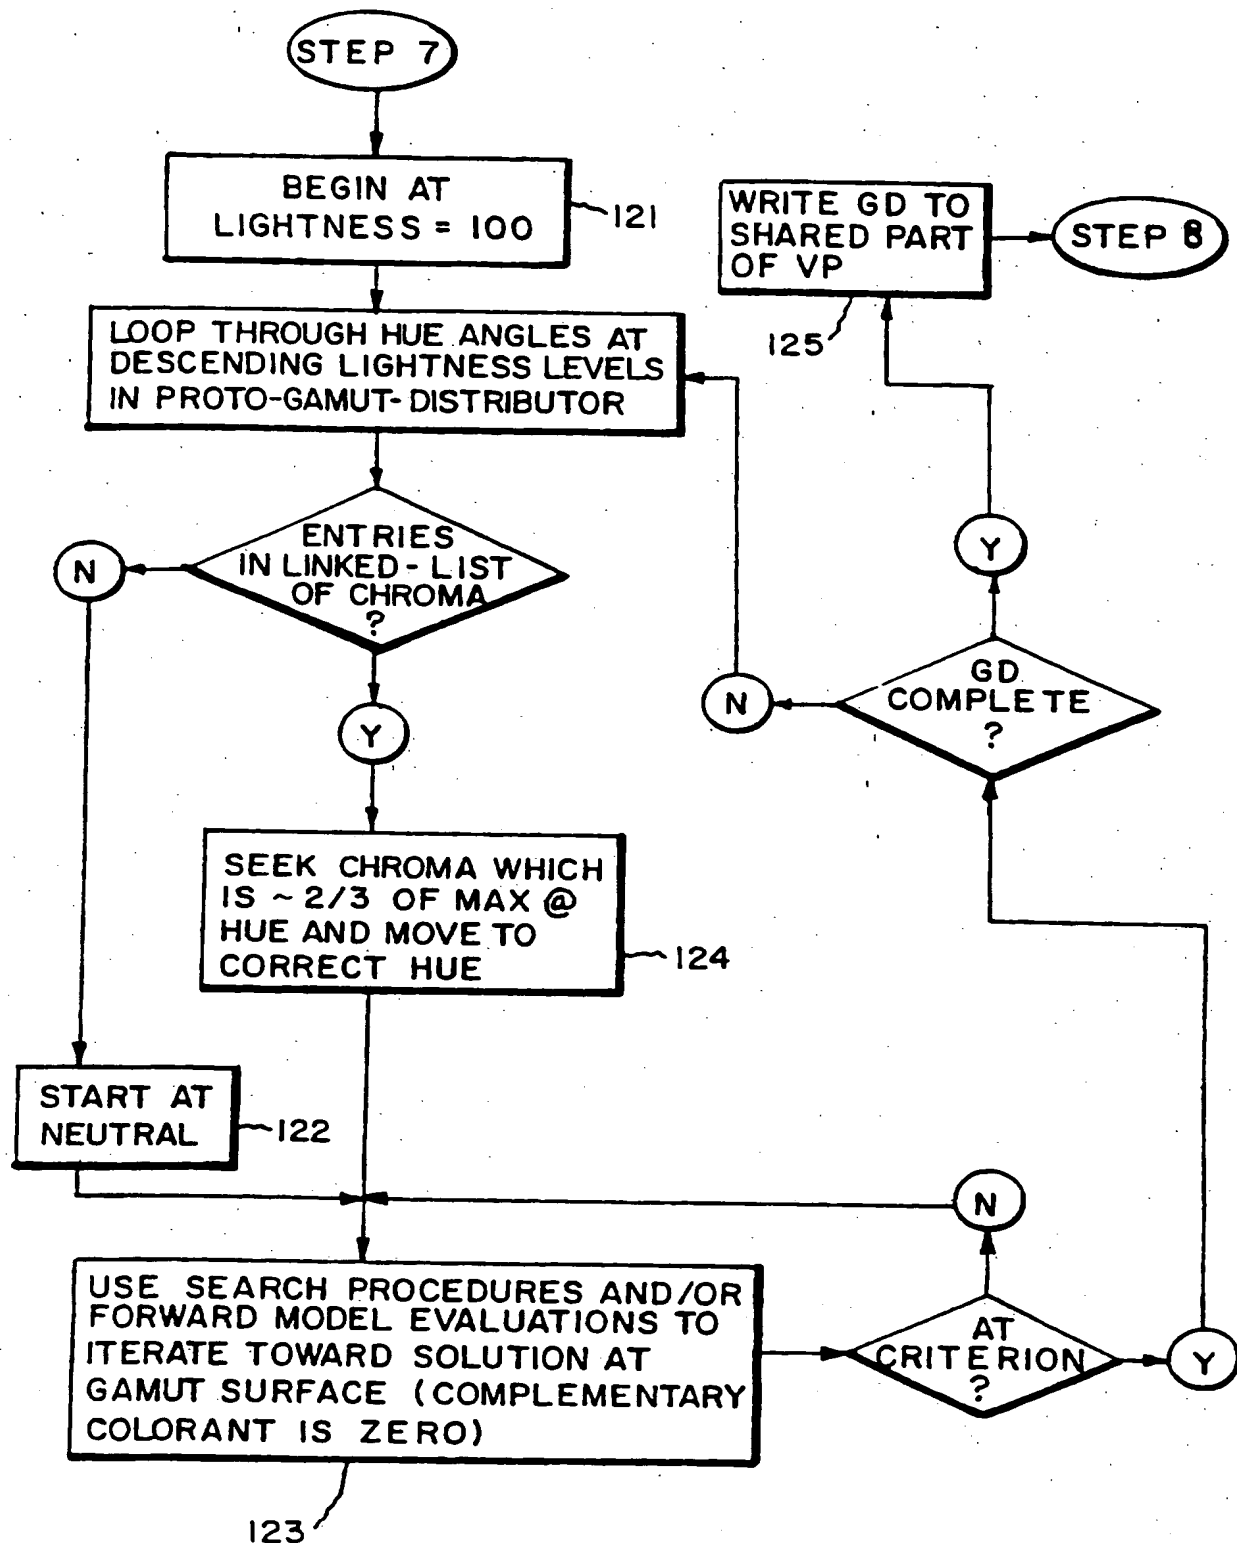 STEP 7
BEGIN AT
LIGHTNESS = 100
121
LOOP THROUGH HUE ANGLES AT
DESCENDING LIGHTNESS LEVELS
IN PROTO-GAMUT-DISTRIBUTOR
ENTRIES
IN LINKED-LIST
OF CHROMA
?
N
Y
SEEK CHROMA WHICH
IS ~ 2/3 OF MAX @
HUE AND MOVE TO
CORRECT HUE
124
START AT
NEUTRAL
122
USE SEARCH PROCEDURES AND/OR
FORWARD MODEL EVALUATIONS TO
ITERATE TOWARD SOLUTION AT
GAMUT SURFACE (COMPLEMENTARY
COLORANT IS ZERO)
123
AT
CRITERION
?
N
Y
GD
COMPLETE
?
N
Y
WRITE GD TO
SHARED PART
OF VP
125
STEP 8